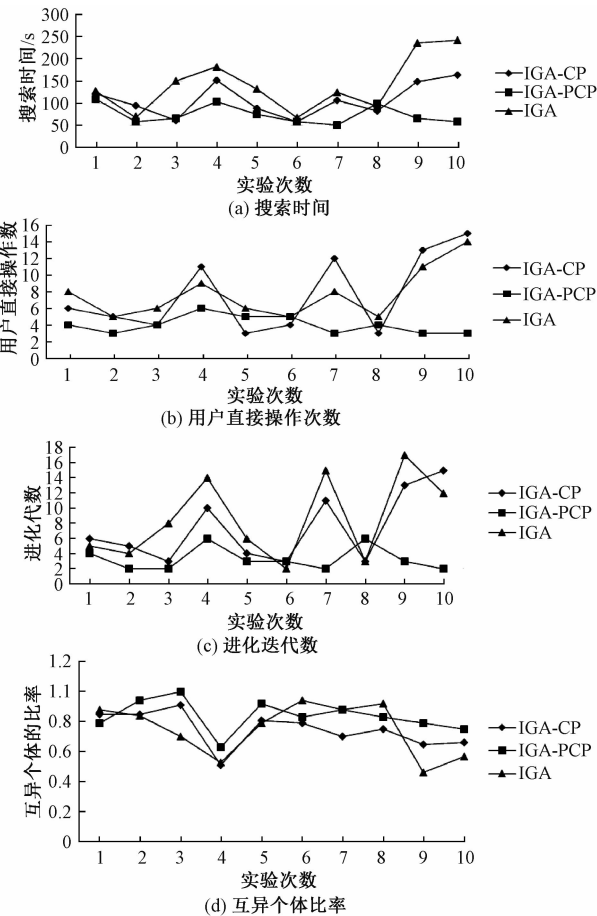 300
250
200
150
100
50
0
搜索时间/s
1 2 3 4 5 6 7 8 9 10
实验次数
IGA-CP
IGA-PCP
IGA
(a) 搜索时间
16
14
12
10
8
6
4
2
0
用户直接操作数
1 2 3 4 5 6 7 8 9 10
实验次数
IGA-CP
IGA-PCP
IGA
(b) 用户直接操作次数
18
16
14
12
10
8
6
4
2
0
进化代数
1 2 3 4 5 6 7 8 9 10
实验次数
IGA-CP
IGA-PCP
IGA
(c) 进化迭代数
1.2
1.1
0.8
0.6
0.4
0.2
0
互异个体的比率
1 2 3 4 5 6 7 8 9 10
实验次数
IGA-CP
IGA-PCP
IGA
(d) 互异个体比率